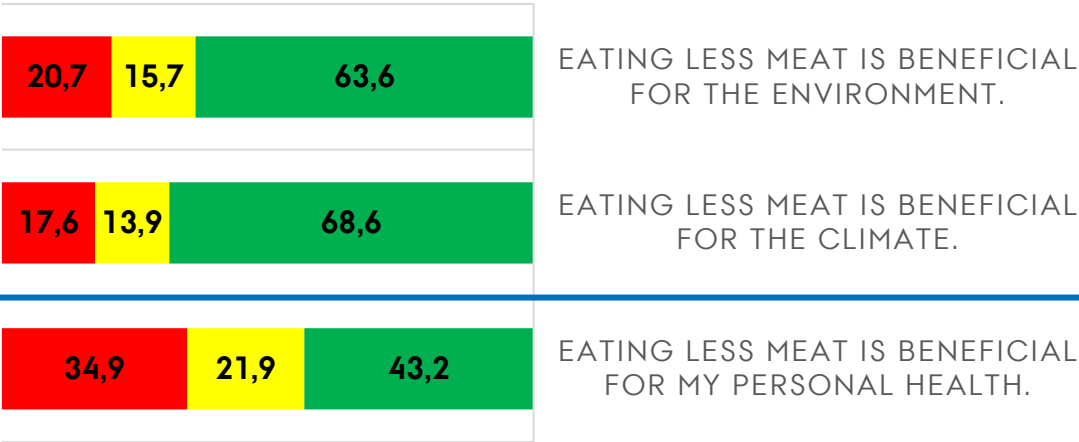 20,7 15,7 63,6
EATING LESS MEAT IS BENEFICIAL
FOR THE ENVIRONMENT.
17,6 13,9 68,6
EATING LESS MEAT IS BENEFICIAL
FOR THE CLIMATE.
34,9 21,9 43,2
EATING LESS MEAT IS BENEFICIAL
FOR MY PERSONAL HEALTH.